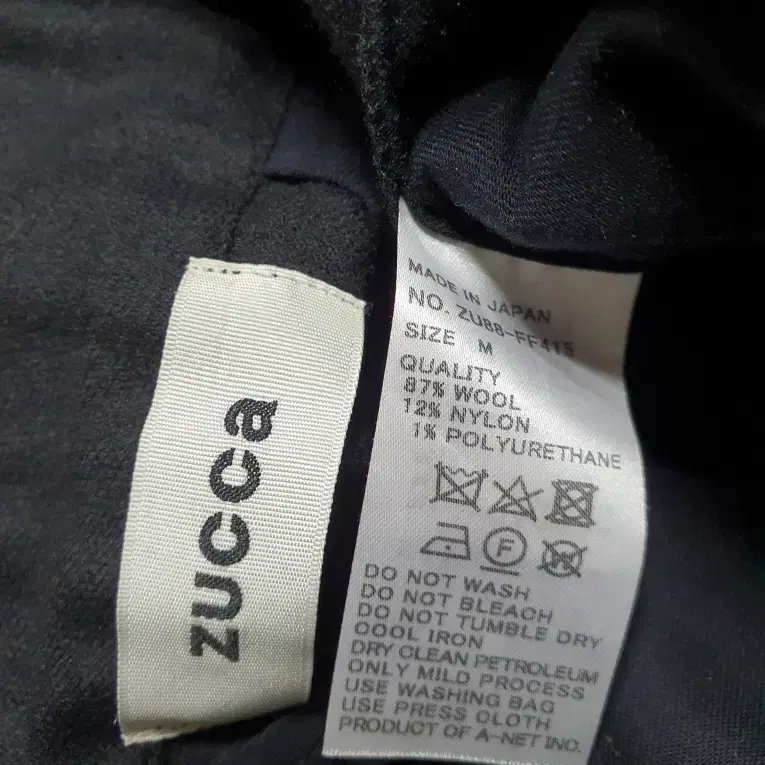 zucca
MADE IN JAPAN
NO. ZU88-FF415
SIZE M
QUALITY
87% WOOL
12% NYLON
1% POLYURETHANE
F
W
DO NOT WASH
DO NOT BLEACH
DO NOT TUMBLE DRY
COOL IRON
DRY CLEAN PETROLEUM
ONLY MILD PROCESS
USE WASHING BAG
USE PRESS CLOTH
PRODUCT OF A-NET INC.